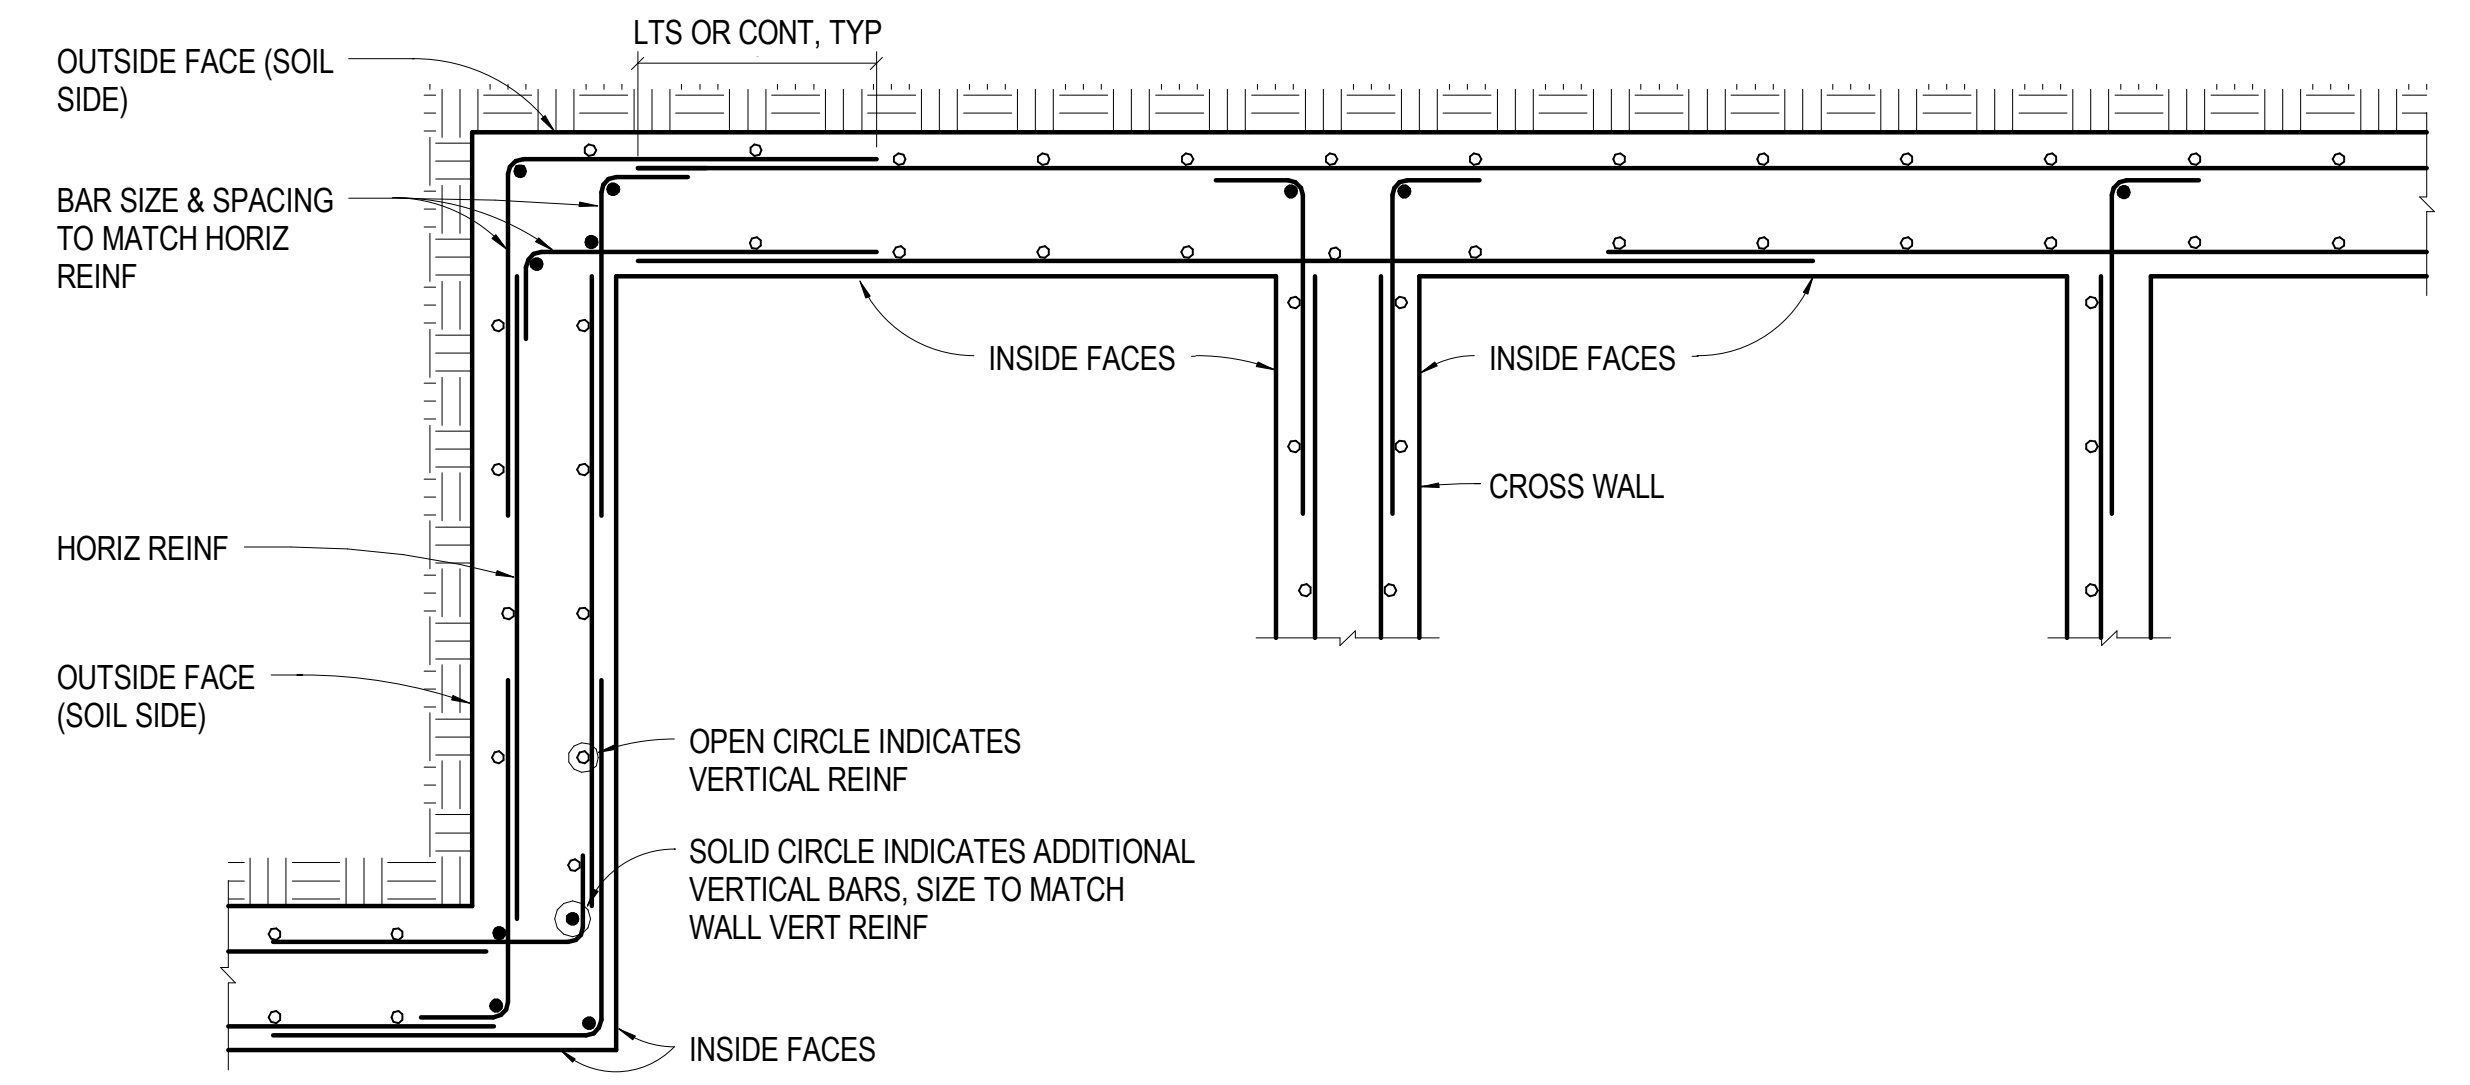 LTS OR CONT, TYP
OUTSIDE FACE (SOIL
SIDE)
BAR SIZE & SPACING
TO MATCH HORIZ
REINF
INSIDE FACES
INSIDE FACES
CROSS WALL
HORIZ REINF
OUTSIDE FACE
(SOIL SIDE)
OPEN CIRCLE INDICATES
VERTICAL REINF
SOLID CIRCLE INDICATES ADDITIONAL
VERTICAL BARS, SIZE TO MATCH
WALL VERT REINF
INSIDE FACES